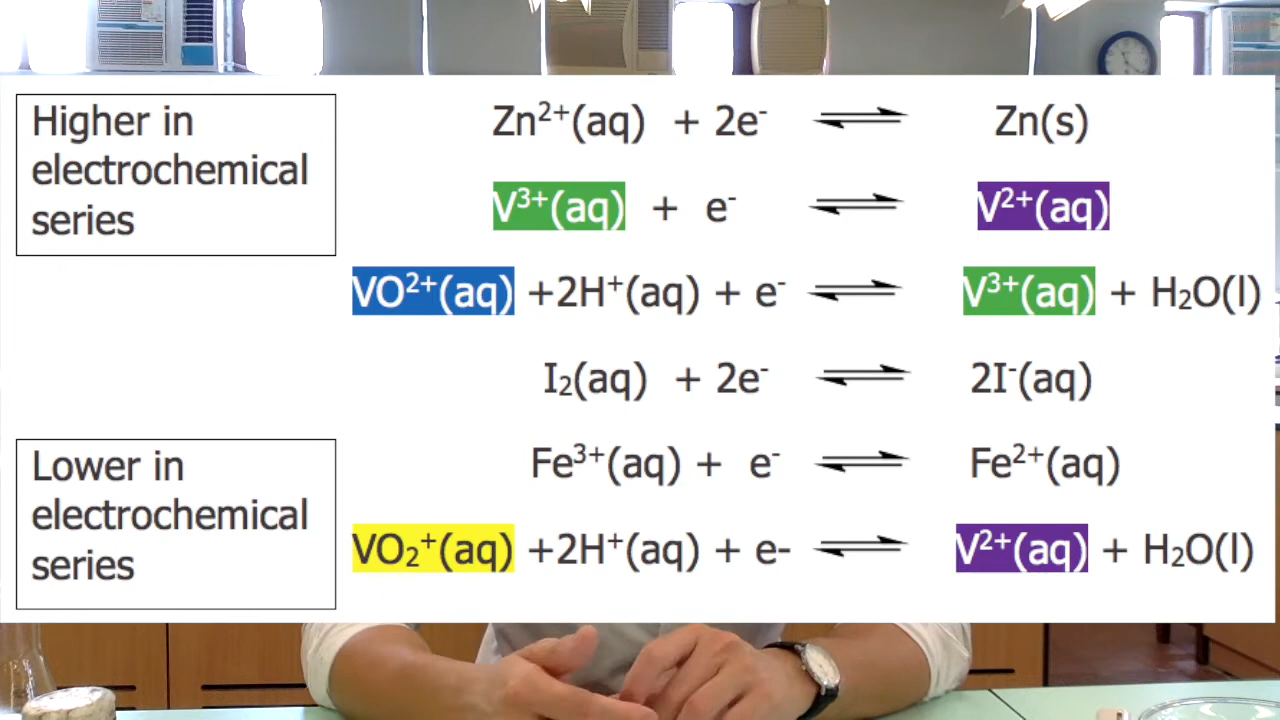 Higher in
electrochemical
series
Zn²⁺(aq) + 2e⁻ ⇌ Zn(s)
V³⁺(aq) + e⁻ ⇌ V²⁺(aq)
VO²⁺(aq) +2H⁺(aq) + e⁻ ⇌ V³⁺(aq) + H₂O(l)
I₂(aq) + 2e⁻ ⇌ 2I⁻(aq)
Lower in
electrochemical
series
Fe³⁺(aq) + e⁻ ⇌ Fe²⁺(aq)
VO₂⁺(aq) +2H⁺(aq) + e- ⇌ V²⁺(aq) + H₂O(l)